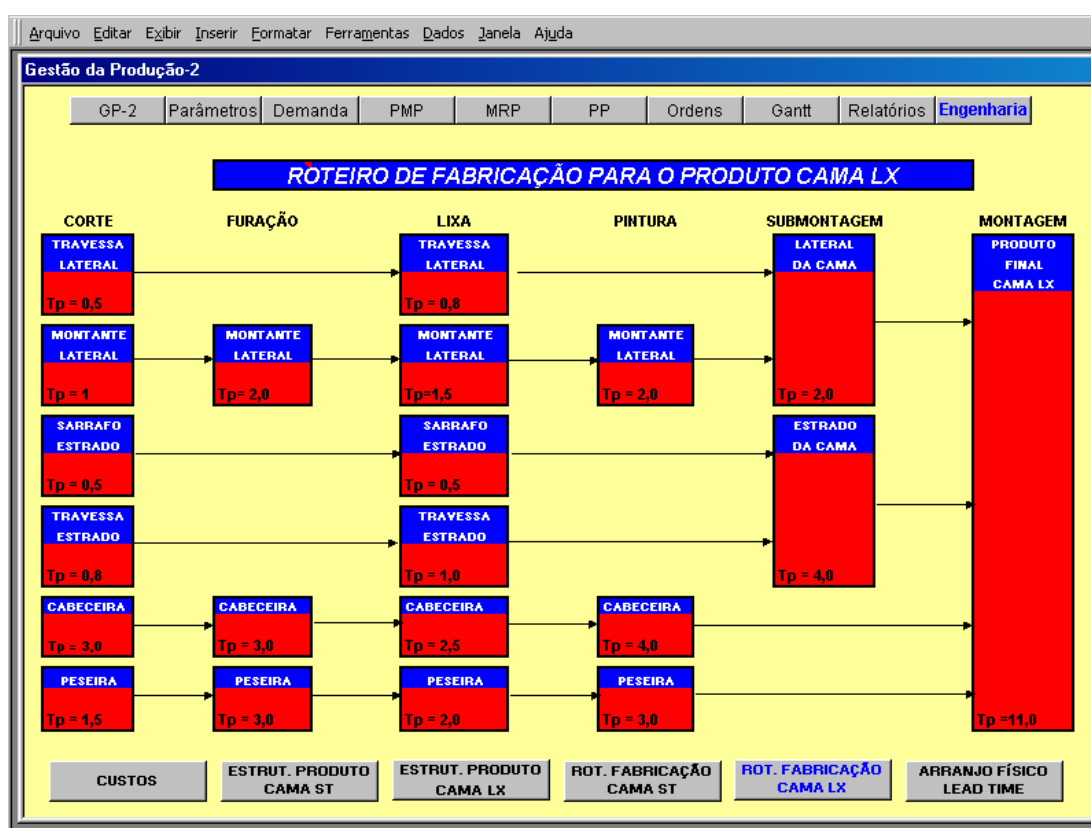 Arquivo Editar Exibir Inserir Formatar Ferramentas Dados Janela Ajuda
Gestão da Produção-2
GP-2 Parâmetros Demanda PMP MRP PP Ordens Gantt Relatórios Engenharia
ROTEIRO DE FABRICAÇÃO PARA O PRODUTO CAMA LX
CORTE FURAÇÃO LIXA PINTURA SUBMONTAGEM MONTAGEM
TRAVESSA TRAVESSA LATERAL PRODUTO
LATERAL LATERAL DA CAMA FINAL
CAMA LX
Tp = 0,5 Tp = 0,8
MONTANTE MONTANTE MONTANTE MONTANTE
LATERAL LATERAL LATERAL LATERAL
Tp = 1 Tp= 2,0 Tp=1,5 Tp = 2,0 Tp = 2,0
SARRAFO SARRAFO ESTRADO
ESTRADO ESTRADO DA CAMA
Tp = 0,5 Tp = 0,5
TRAVESSA TRAVESSA
ESTRADO ESTRADO
Tp = 0,8 Tp = 1,0 Tp = 4,0
CABECEIRA CABECEIRA CABECEIRA CABECEIRA
Tp = 3,0 Tp = 3,0 Tp = 2,5 Tp = 4,0
PESEIRA PESEIRA PESEIRA PESEIRA
Tp = 1,5 Tp = 3,0 Tp = 2,0 Tp = 3,0 Tp =11,0
CUSTOS ESTRUT. PRODUTO ESTRUT. PRODUTO ROT. FABRICAÇÃO ROT. FABRICAÇÃO ARRANJO FÍSICO
CAMA ST CAMA LX CAMA ST CAMA LX LEAD TIME